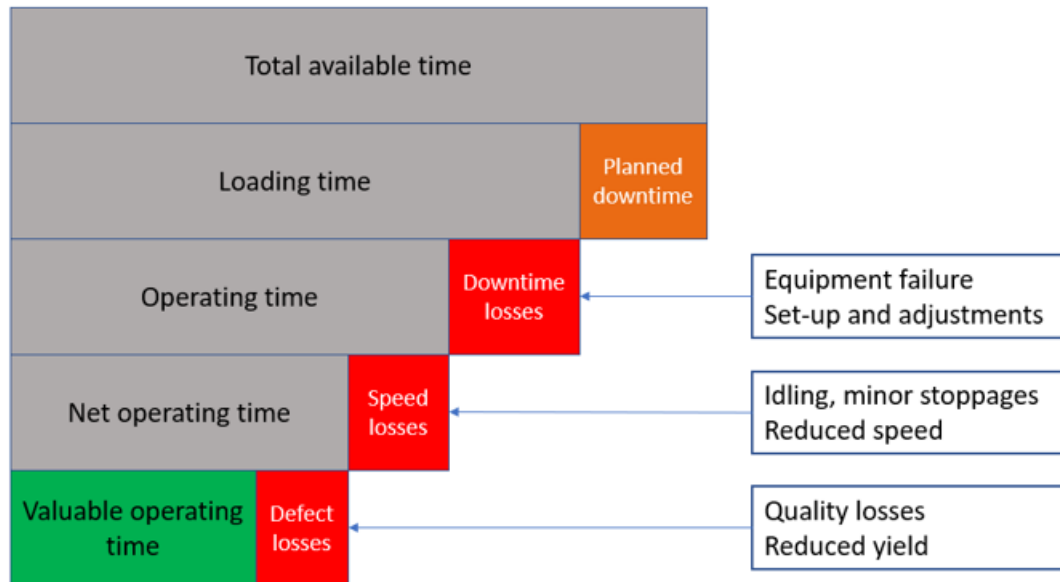 Total available time
Loading time
Planned
downtime
Operating time
Downtime
losses
Equipment failure
Set-up and adjustments
Net operating time
Speed
losses
Idling, minor stoppages
Reduced speed
Valuable operating
time
Defect
losses
Quality losses
Reduced yield